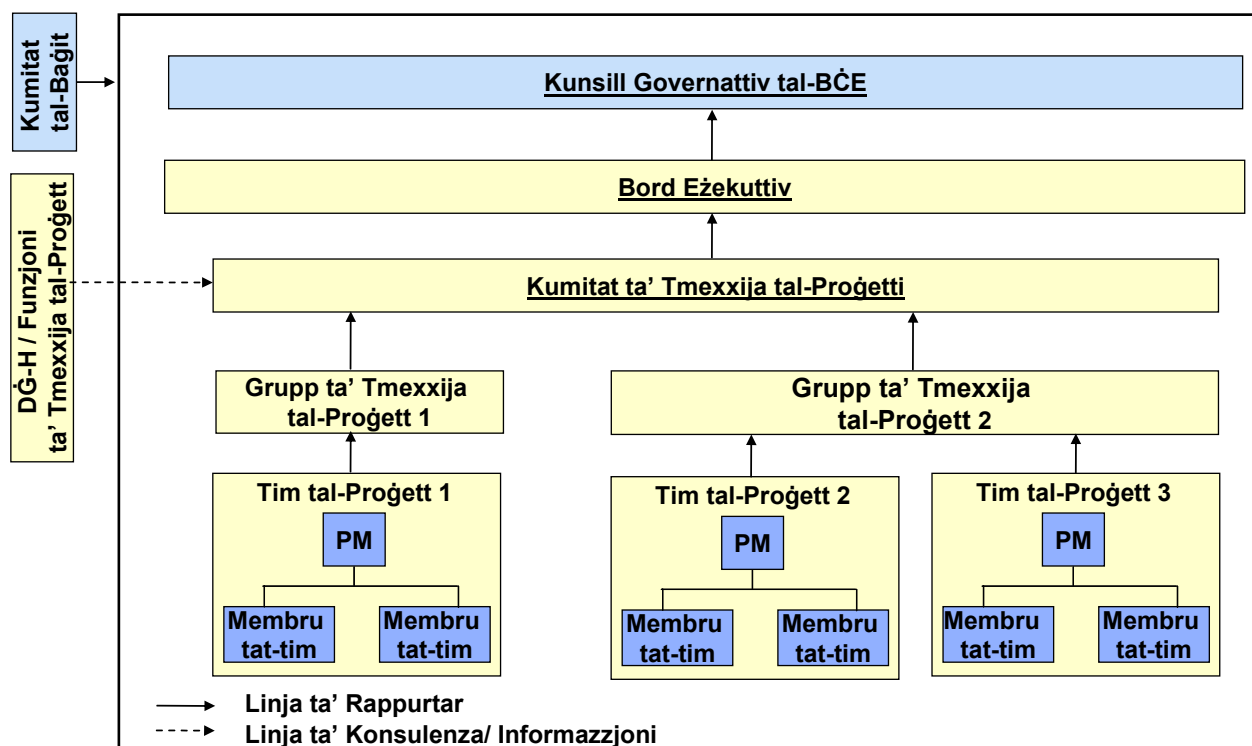 Kumitat
tal-Baġit
Kunsill Governattiv tal-BĊE
Bord Eżekuttiv
DĠ-H / Funzjoni
ta’ Tmexxija tal-Proġett
Kumitat ta’ Tmexxija tal-Proġetti
Grupp ta’ Tmexxija
tal-Proġett 1
Grupp ta’ Tmexxija
tal-Proġett 2
Tim tal-Proġett 1
PM
Membru
tat-tim
Membru
tat-tim
Tim tal-Proġett 2
PM
Membru
tat-tim
Membru
tat-tim
Tim tal-Proġett 3
PM
Membru
tat-tim
Membru
tat-tim
Linja ta’ Rappurtar
Linja ta’ Konsulenza/ Informazzjoni